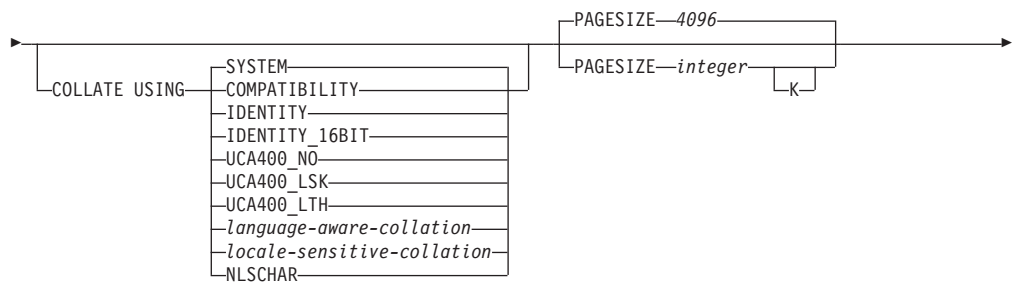 PAGESIZE 4096
SYSTEM
COLLATE USING COMPATIBILITY PAGESIZE integer K
IDENTITY
IDENTITY_16BIT
UCA400_NO
UCA400_LSK
UCA400_LTH
language-aware-collation
locale-sensitive-collation
NLSCHAR